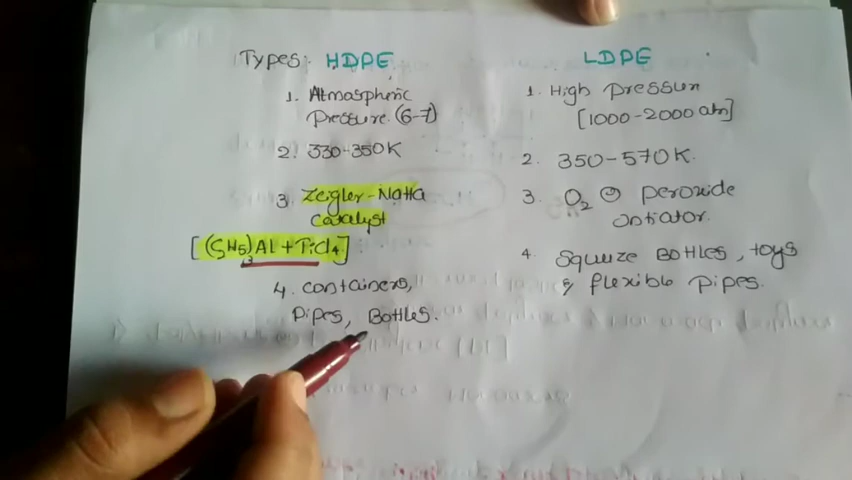 Types: HDPE
1. Atmospheric
Pressure (6-7)
2. 330-350K
3. Zeigler-Natta
Catalyst
[(C2H5)3Al + TiCl4]
4. containers,
Pipes, Bottles.
LDPE
1. High Pressure
[1000-2000 atm]
2. 350-570K.
3. O2 peroxide
4. Squize Bottles, toys
& flexible pipes.